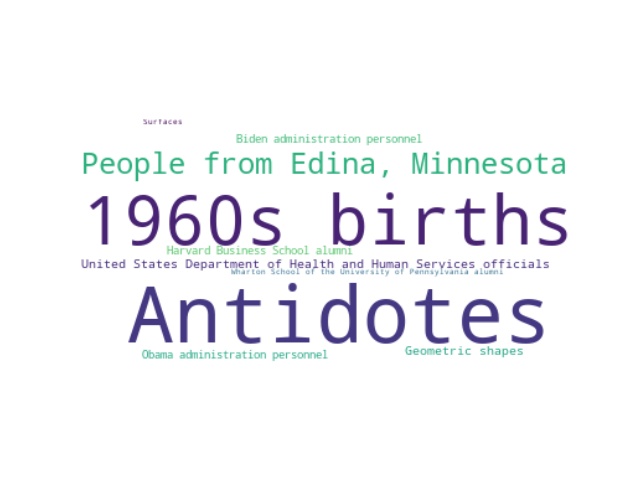 Surfaces
Biden administration personnel
People from Edina, Minnesota
1960s births
Harvard Business School alumni
United States Department of Health and Human Services officials
Wharton School of the University of Pennsylvania alumni
Antidotes
Obama administration personnel
Geometric shapes